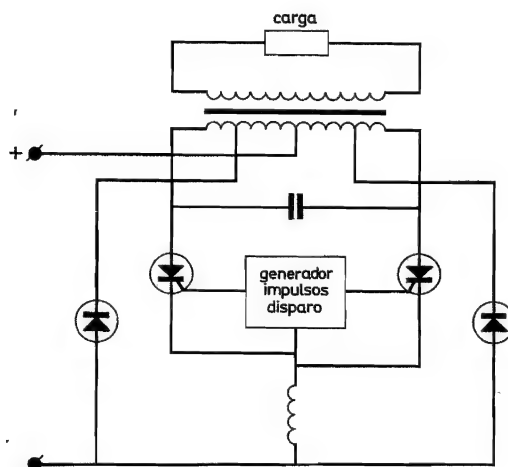 carga
+
generador
impulsos
disparo